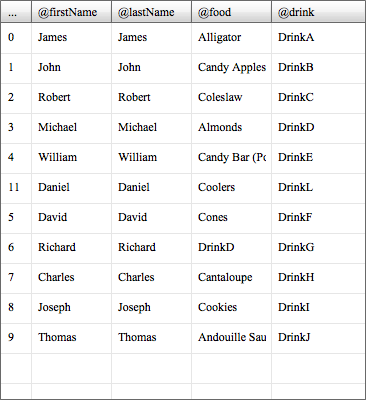 ... @firstName @lastName @food @drink
0 James James Alligator DrinkA
1 John John Candy Apples DrinkB
2 Robert Robert Coleslaw DrinkC
3 Michael Michael Almonds DrinkD
4 William William Candy Bar (Po DrinkE
11 Daniel Daniel Coolers DrinkL
5 David David Cones DrinkF
6 Richard Richard DrinkD DrinkG
7 Charles Charles Cantaloupe DrinkH
8 Joseph Joseph Cookies DrinkI
9 Thomas Thomas Andouille Sau DrinkJ